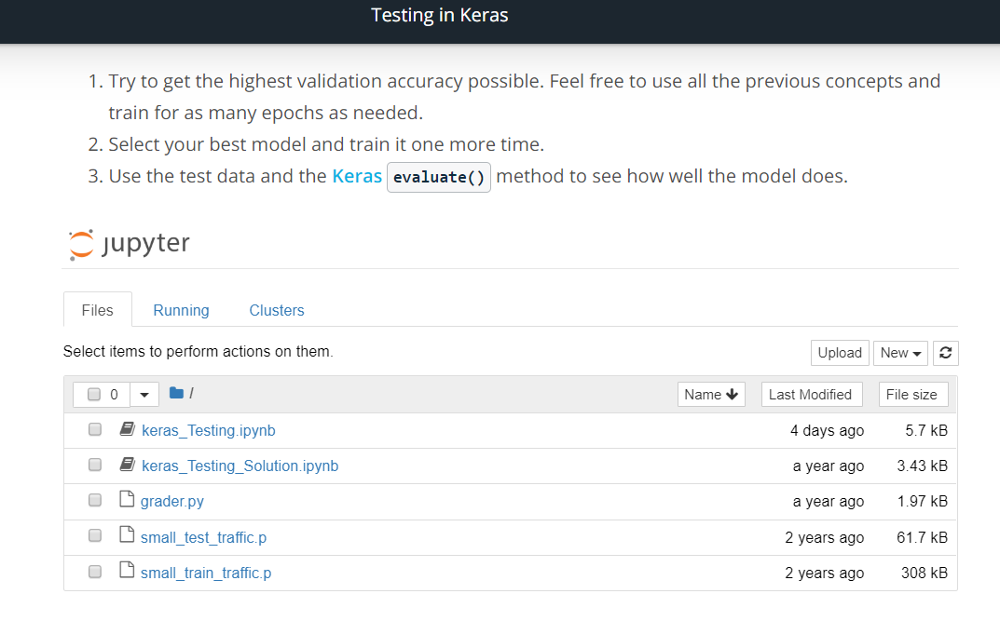 Testing in Keras
1. Try to get the highest validation accuracy possible. Feel free to use all the previous concepts and
train for as many epochs as needed.
2. Select your best model and train it one more time.
3. Use the test data and the Keras evaluate() method to see how well the model does.
jupyter
Files Running Clusters
Select items to perform actions on them.
Upload New
0 / Name Last Modified File size
keras_Testing.ipynb 4 days ago 5.7 kB
keras_Testing_Solution.ipynb a year ago 3.43 kB
grader.py a year ago 1.97 kB
small_test_traffic.p 2 years ago 61.7 kB
small_train_traffic.p 2 years ago 308 kB